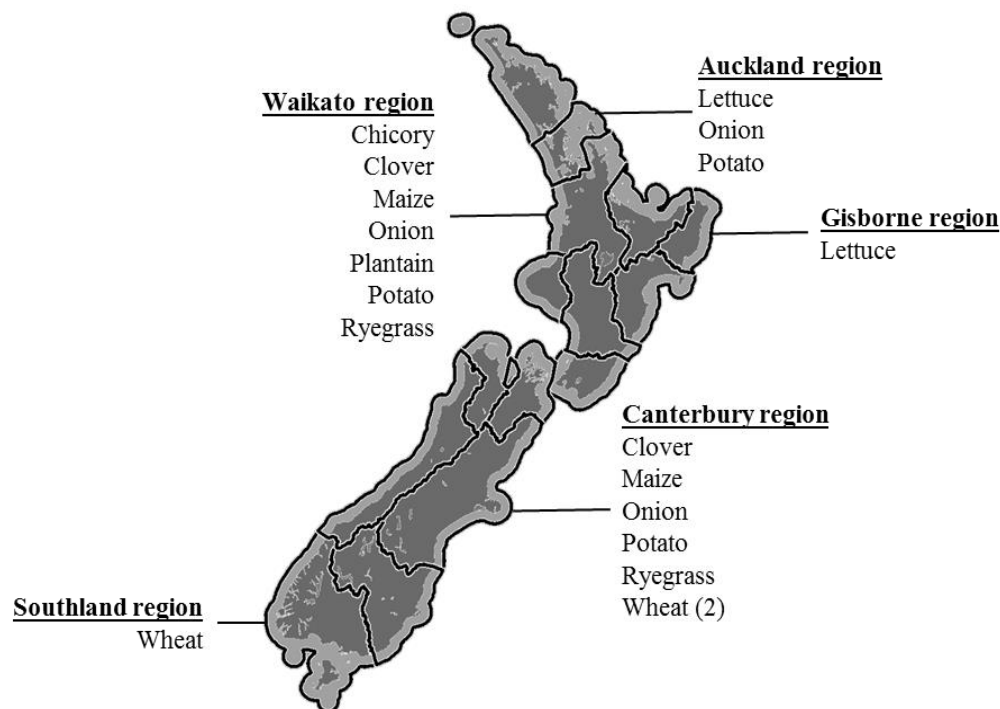 Auckland region
Lettuce
Onion
Potato
Waikato region
Chicory
Clover
Maize
Onion
Plantain
Potato
Ryegrass
Gisborne region
Lettuce
Canterbury region
Clover
Maize
Onion
Potato
Ryegrass
Wheat (2)
Southland region
Wheat